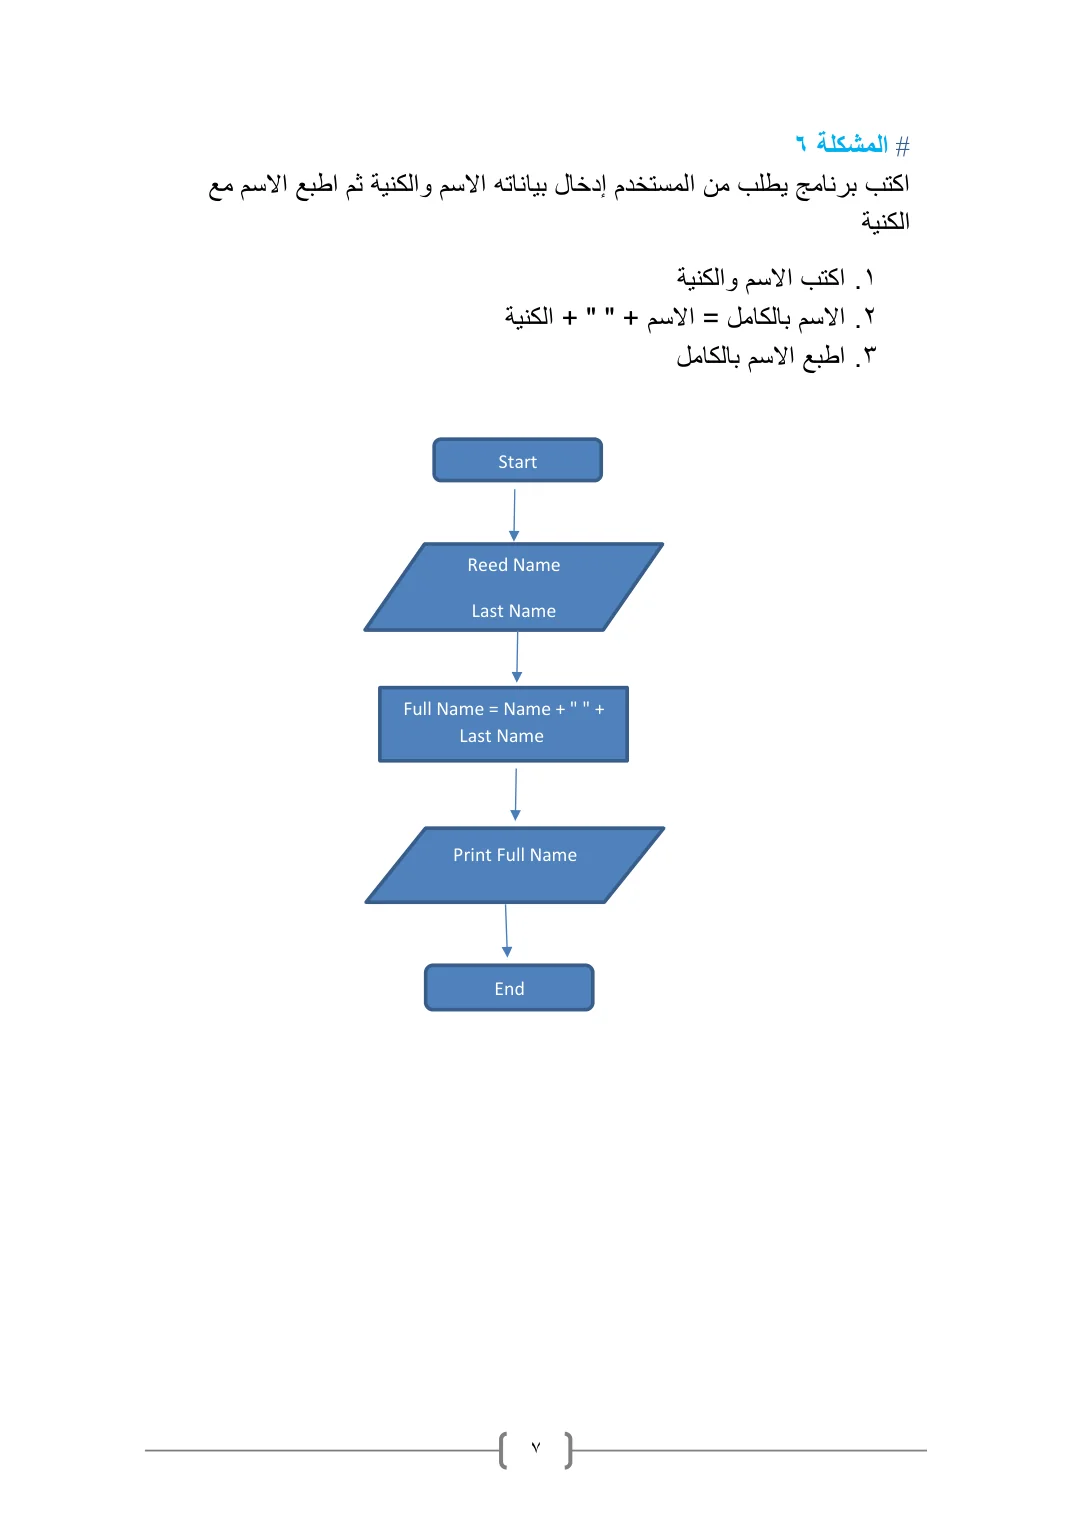 # المشكلة ٦
اكتب برنامج يطلب من المستخدم إدخال بياناته الاسم والكنية ثم اطبع الاسم مع
الكنية
١. اكتب الاسم والكنية
٢. الاسم بالكامل = الاسم + " " + الكنية
٣. اطبع الاسم بالكامل
Start
Reed Name
Last Name
Full Name = Name + " " +
Last Name
Print Full Name
End
٧